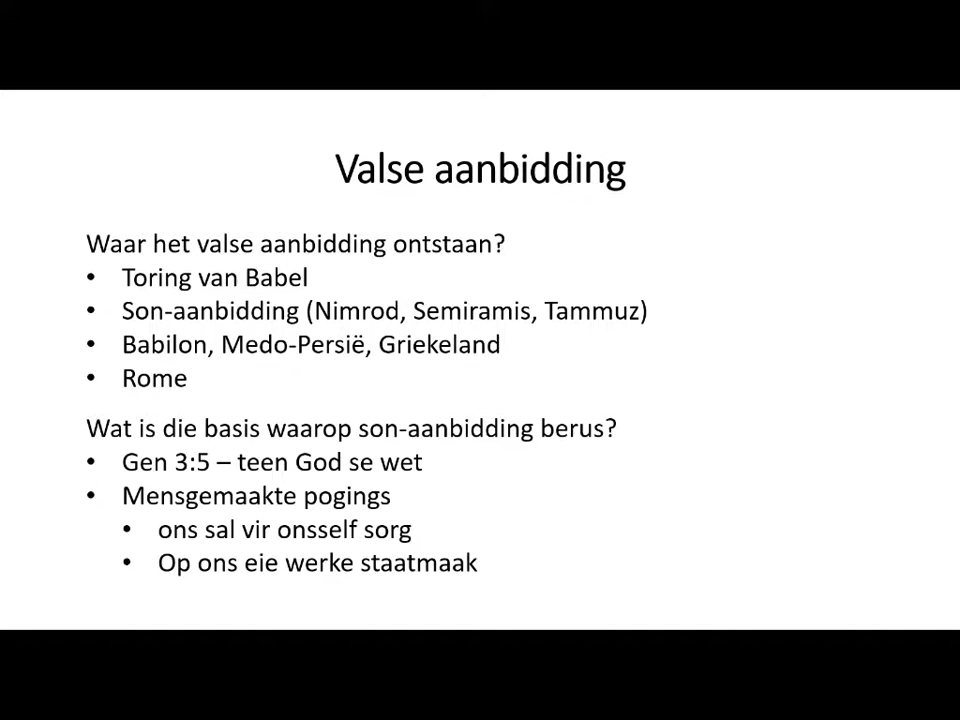 Valse aanbidding
Waar het valse aanbidding ontstaan?
• Toring van Babel
• Son-aanbidding (Nimrod, Semiramis, Tammuz)
• Babilon, Medo-Persië, Griekeland
• Rome
Wat is die basis waarop son-aanbidding berus?
• Gen 3:5 – teen God se wet
• Mensgemaakte pogings
• ons sal vir onsself sorg
• Op ons eie werke staatmaak